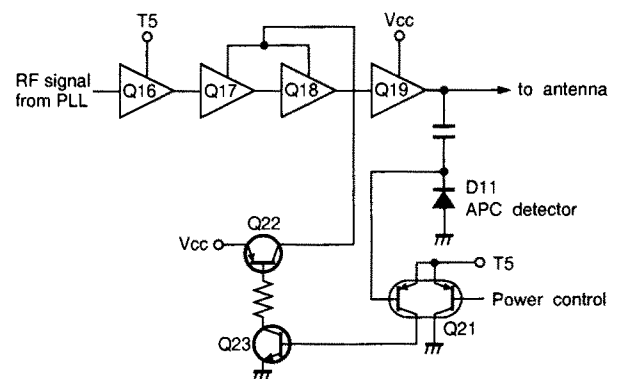 T5
Vcc
RF signal
from PLL
Q16
Q17
Q18
Q19
to antenna
D11
APC detector
Q22
Vcc
T5
Power control
Q21
Q23